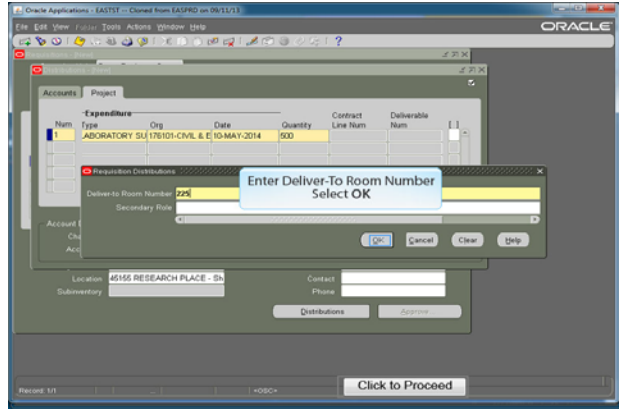 Oracle Applications - EASTST -- Cloned from EASPRD on 09/11/13
File Edit View Folder Tools Actions Window Help
ORACLE
Accounts Project
Expenditure
Contract Deliverable
Num Type Org Date Quantity Line Num Num [ ]
1 ABORATORY SU 176101-CIVIL & E 10-MAY-2014 500
Requisition Distributions
Enter Deliver-To Room Number
Select OK
Deliver-to Room Number 225
Secondary Role
OK Cancel Clear Help
Account
Location 45155 RESEARCH PLACE - Sh
Contact
Subinventory
Phone
Distributions Approve...
Record: 1/1 <OSC>
Click to Proceed